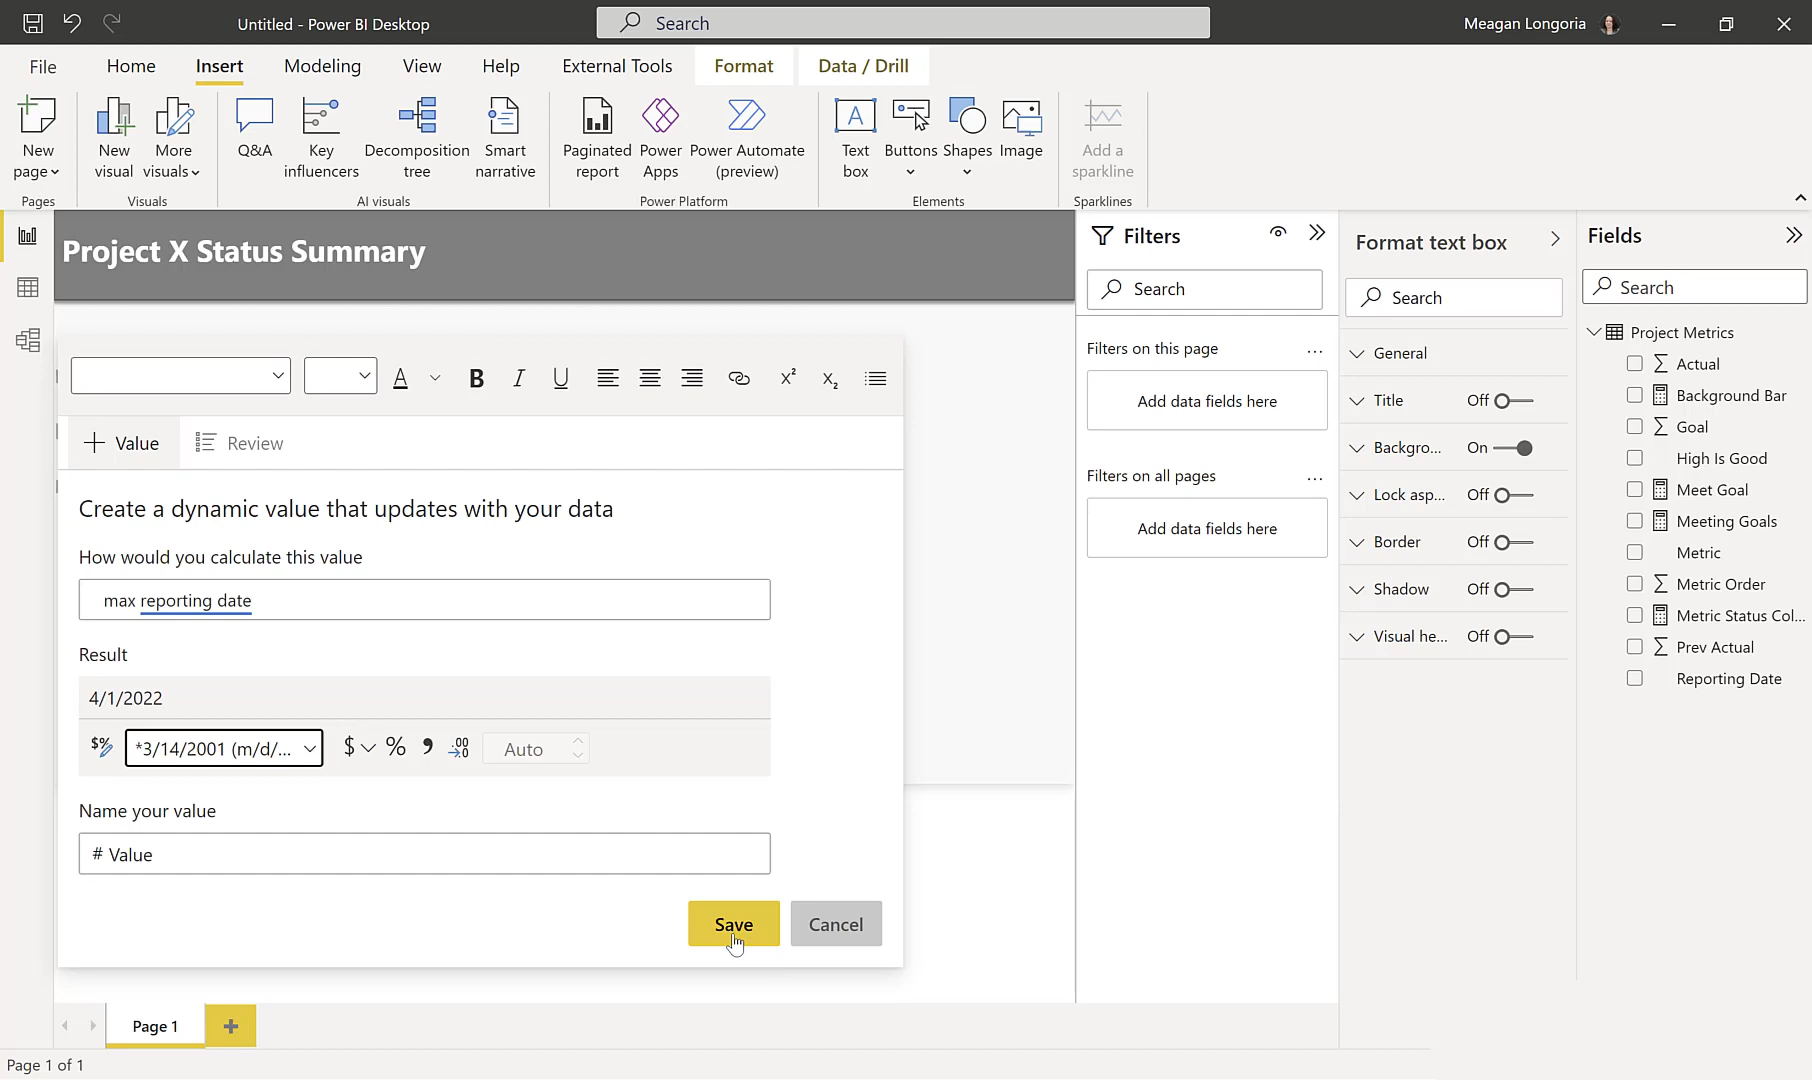 Untitled - Power BI Desktop
Search
Meagan Longoria
File
Home
Insert
Modeling
View
Help
External Tools
Format
Data / Drill
New page
New visual
More visuals
Q&A
Key influencers
Decomposition tree
Smart narrative
Paginated report
Power Apps
Power Automate (preview)
Text box
Buttons
Shapes
Image
Add a sparkline
Pages
Visuals
AI visuals
Power Platform
Elements
Sparklines
Project X Status Summary
A
B
I
U
x²
x₂
Value
Review
Create a dynamic value that updates with your data
How would you calculate this value
max reporting date
Result
4/1/2022
$%
*3/14/2001 (m/d/...
$
%
,
.00
→0
Auto
Name your value
# Value
Save
Cancel
Filters
Search
Filters on this page
...
Add data fields here
Filters on all pages
...
Add data fields here
Format text box
Search
General
Title Off
Backgro... On
Lock asp... Off
Border Off
Shadow Off
Visual he... Off
Fields
Search
Project Metrics
Actual
Background Bar
Goal
High Is Good
Meet Goal
Meeting Goals
Metric
Metric Order
Metric Status Col...
Prev Actual
Reporting Date
Page 1
Page 1 of 1